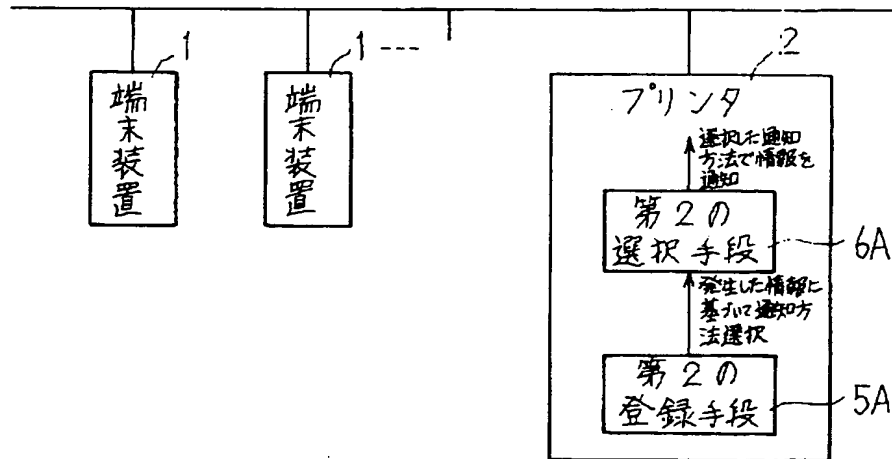 1
1
2
端末装置
端末装置
プリンタ
選択した通知
方法で情報を
通知
第2の
選択手段
6A
発生した情報に
基づいて通知方
法選択
第2の
登録手段
5A